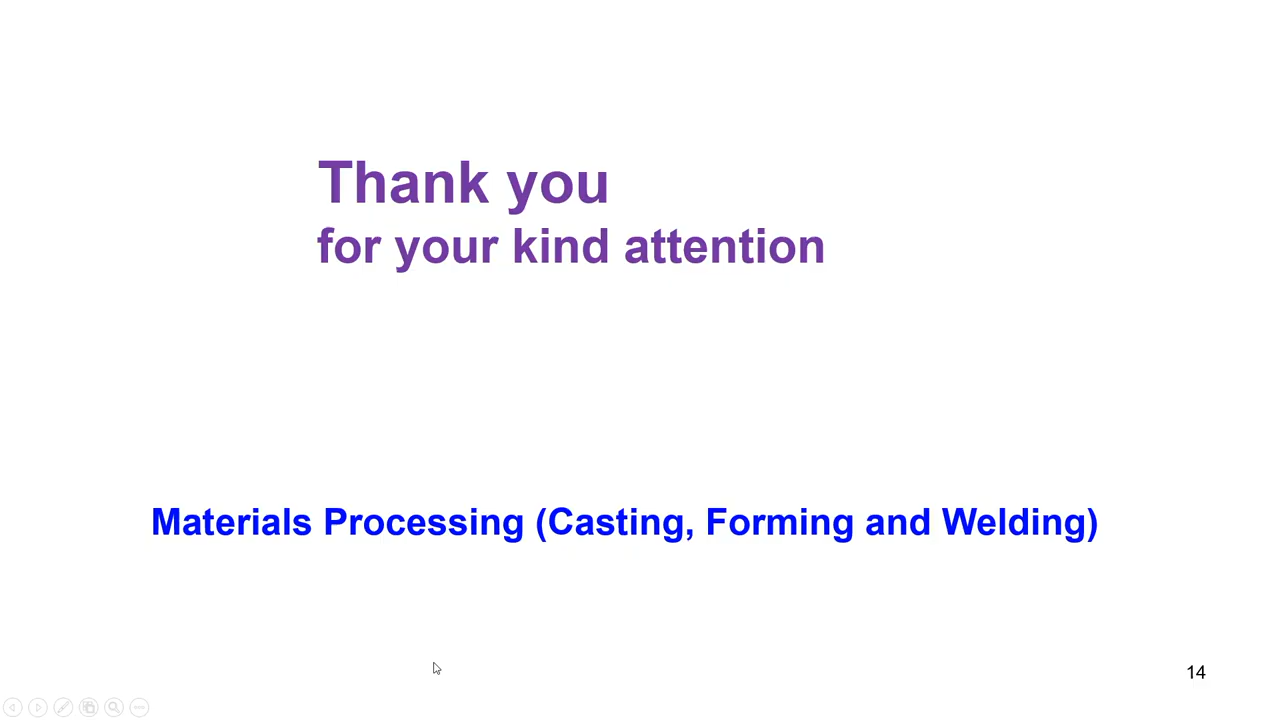 Thank you
for your kind attention
Materials Processing (Casting, Forming and Welding)
14